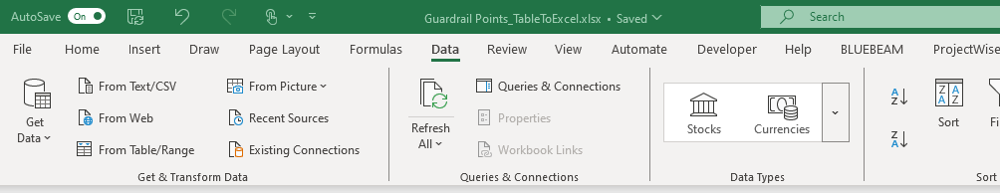 AutoSave On Guardrail Points_TableToExcel.xlsx • Saved Search
File Home Insert Draw Page Layout Formulas Data Review View Automate Developer Help BLUEBEAM ProjectWise
From Text/CSV From Picture Queries & Connections
Get Data From Web Recent Sources Refresh All Properties Stocks Currencies Sort Fi
From Table/Range Existing Connections Workbook Links
Get & Transform Data Queries & Connections Data Types Sort